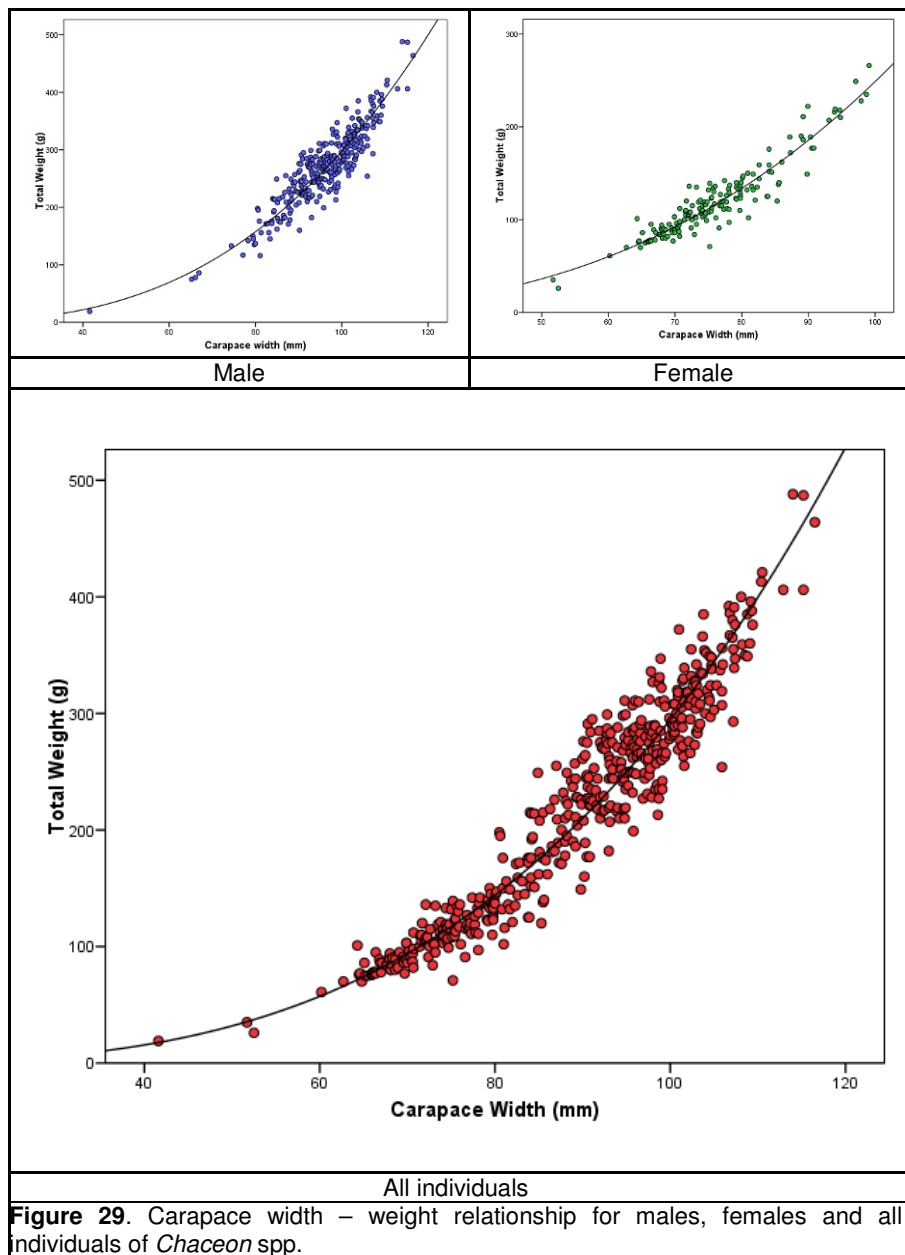 500
400
300
200
100
0
Total Weight (g)
40 60 80 100 120
Carapace width (mm)
300
200
100
0
Total Weight (g)
50 60 70 80 90 100
Carapace Width (mm)
Male
Female
500
400
300
200
100
0
Total Weight (g)
40 60 80 100 120
Carapace Width (mm)
All individuals
Figure 29. Carapace width – weight relationship for males, females and all
individuals of Chaceon spp.